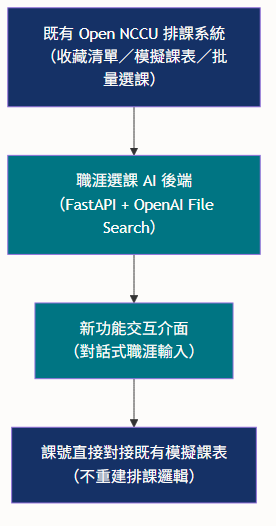 既有 Open NCCU 排課系統
（收藏清單／模擬課表／批
量選課）
職涯選課 AI 後端
（FastAPI + OpenAI File
Search）
新功能交互介面
（對話式職涯輸入）
課號直接對接既有模擬課表
（不重建排課邏輯）